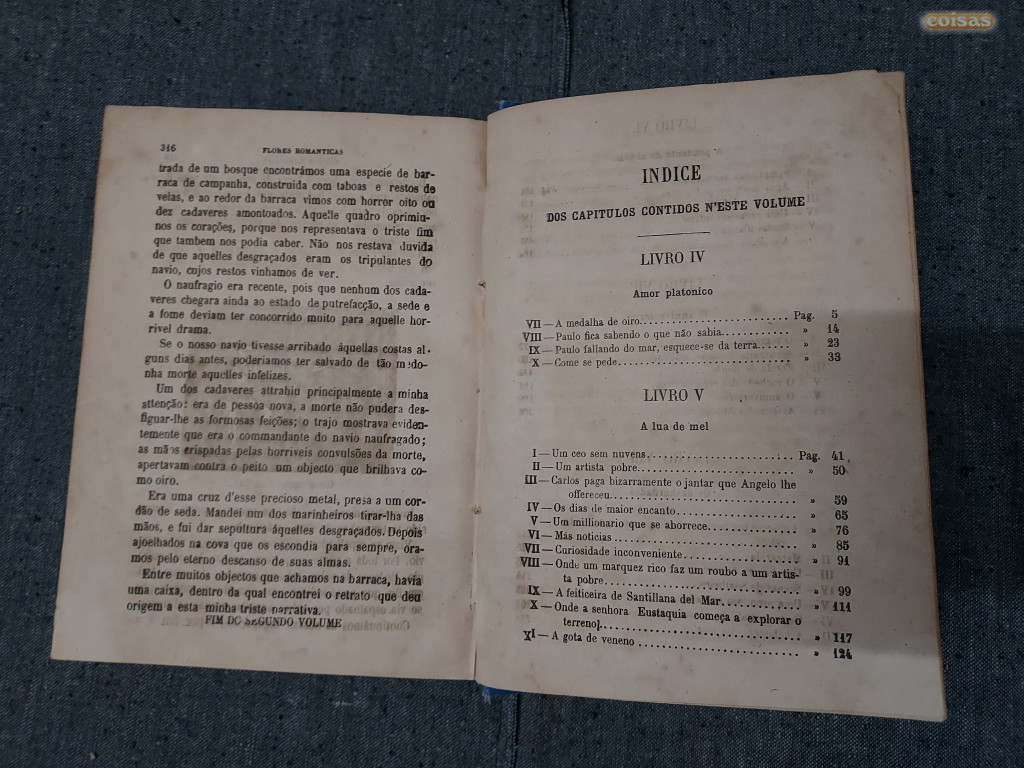 coisas
316 FLORES ROMANTICAS
trada de um bosque encontrámos uma especie de bar-
raca de campanha, construida com taboas e restos de
velas, e ao redor da barraca vimos com horror oito ou
dez cadaveres amontoados. Aquelle quadro oprimiu-
nos os corações, porque nos representava o triste fim
que tambem nos podia caber. Não nos restava duvida
de que aquelles desgraçados eram os tripulantes do
navio, cujos restos vinhamos de ver.
O naufragio era recente, pois que nenhum dos cada-
veres chegara ainda ao estado de putrefacção, a sede e
a fome deviam ter concorrido muito para aquelle hor-
rivel drama.
Se o nosso navio tivesse arribado áquellas costas al-
guns dias antes, poderiamos ter salvado de tão medo-
nha morte aquelles infelizes.
Um dos cadaveres attrahiu principalmente a minha
attenção: era de pessoa nova, a morte não pudera des-
figuar-lhe as formosas feições; o trajo mostrava eviden-
temente que era o commandante do navio naufragado;
as mãos crispadas pelas horriveis convulsões da morte,
apertavam contra o peito um objecto que brilhava co-
mo oiro.
Era uma cruz d'esse precioso metal, presa a um cor-
dão de seda. Mandei um dos marinheiros tirar-lha das
mãos, e fui dar sepultura áquelles desgraçados. Depois
ajoelhados na cova que os escondia para sempre, orá-
mos pelo eterno descanso de suas almas.
Entre muitos objectos que achamos na barraca, havia
uma caixa, dentro da qual encontrei o retrato que deu
origem a esta minha triste narrativa.
FIM DO SEGUNDO VOLUME
INDICE
DOS CAPITULOS CONTIDOS N'ESTE VOLUME
LIVRO IV
Amor platonico
VII — A medalha de oiro. Pag. 5
VIII — Paulo fica sabendo o que não sabia. » 14
IX — Paulo fallando do mar, esquece-se da terra. » 23
X — Come se pede. » 33
LIVRO V
A lua de mel
I — Um ceo sem nuvens. Pag. 41
II — Um artista pobre. » 50
III — Carlos paga bizarramente o jantar que Angelo lhe
offereceu. » 59
IV — Os dias de maior encanto. » 65
V — Um millionario que se aborrece. » 76
VI — Más noticias. » 85
VII — Curiosidade inconveniente. » 91
VIII — Onde um marquez rico faz um roubo a um artis-
ta pobre. » 99
IX — A feiticeira de Santillana del Mar. » 111
X — Onde a senhora Eustaquia começa a explorar o
terreno. » 117
XI — A gota de veneno » 124